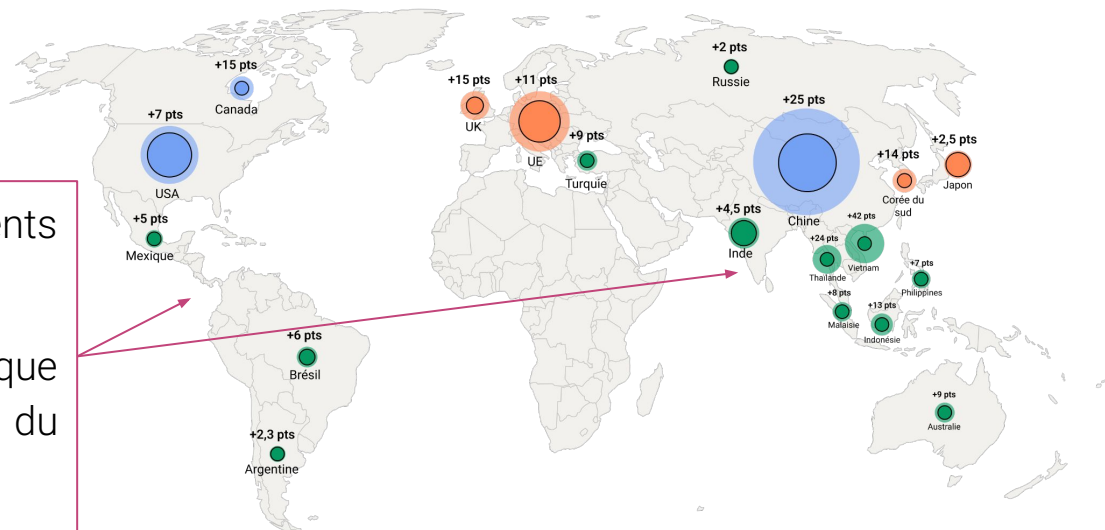 +2 pts
Russie
+15 pts
Canada
+15 pts
UK
+11 pts
UE
+25 pts
Chine
+7 pts
USA
+9 pts
Turquie
+14 pts
Corée du
sud
+2,5 pts
Japon
ents
+5 pts
Mexique
+4,5 pts
Inde
+42 pts
Vietnam
+24 pts
Thaïlande
+7 pts
Philippines
+8 pts
Malaisie
+13 pts
Indonésie
que
du
+6 pts
Brésil
+9 pts
Australie
+2,3 pts
Argentine